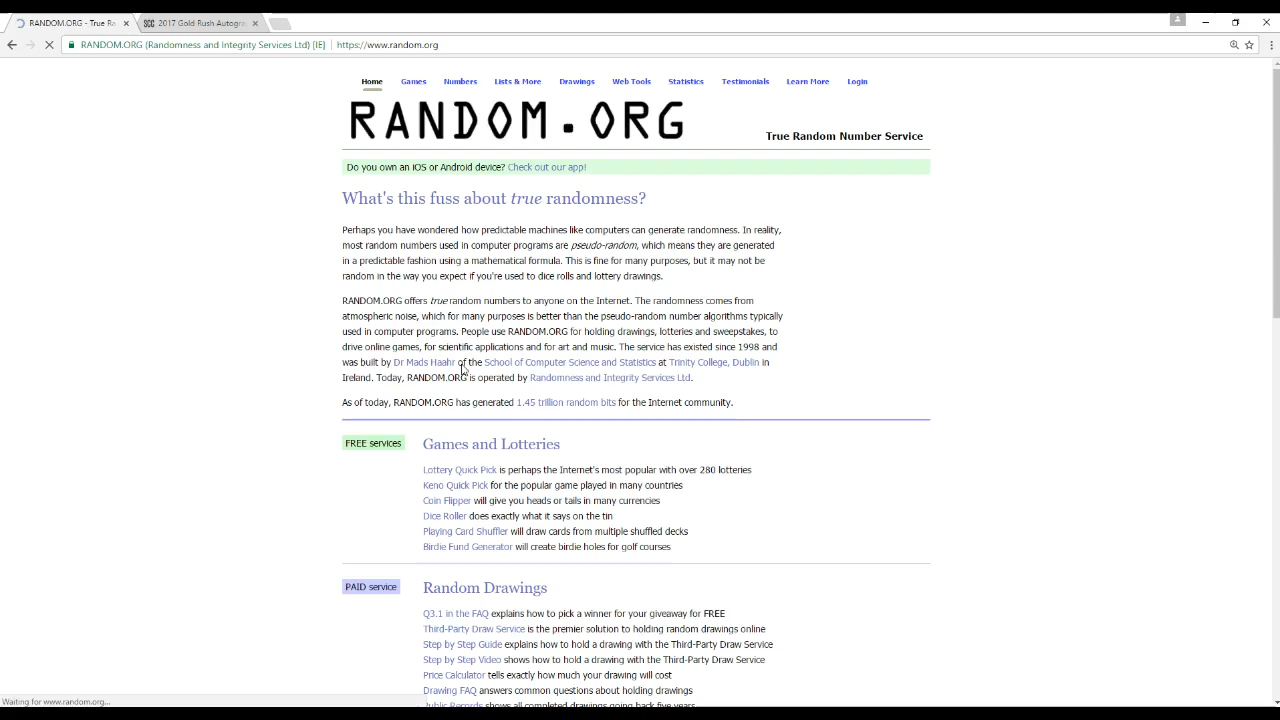 RANDOM.ORG - True Ra
SCC 2017 Gold Rush Autogra
RANDOM.ORG (Randomness and Integrity Services Ltd) [IE] https://www.random.org
Home Games Numbers Lists & More Drawings Web Tools Statistics Testimonials Learn More Login
RANDOM.ORG
True Random Number Service
Do you own an iOS or Android device? Check out our app!
What's this fuss about true randomness?
Perhaps you have wondered how predictable machines like computers can generate randomness. In reality,
most random numbers used in computer programs are pseudo-random, which means they are generated
in a predictable fashion using a mathematical formula. This is fine for many purposes, but it may not be
random in the way you expect if you're used to dice rolls and lottery drawings.
RANDOM.ORG offers true random numbers to anyone on the Internet. The randomness comes from
atmospheric noise, which for many purposes is better than the pseudo-random number algorithms typically
used in computer programs. People use RANDOM.ORG for holding drawings, lotteries and sweepstakes, to
drive online games, for scientific applications and for art and music. The service has existed since 1998 and
was built by Dr Mads Haahr of the School of Computer Science and Statistics at Trinity College, Dublin in
Ireland. Today, RANDOM.ORG is operated by Randomness and Integrity Services Ltd.
As of today, RANDOM.ORG has generated 1.45 trillion random bits for the Internet community.
FREE services
Games and Lotteries
Lottery Quick Pick is perhaps the Internet's most popular with over 280 lotteries
Keno Quick Pick for the popular game played in many countries
Coin Flipper will give you heads or tails in many currencies
Dice Roller does exactly what it says on the tin
Playing Card Shuffler will draw cards from multiple shuffled decks
Birdie Fund Generator will create birdie holes for golf courses
PAID service
Random Drawings
Q3.1 in the FAQ explains how to pick a winner for your giveaway for FREE
Third-Party Draw Service is the premier solution to holding random drawings online
Step by Step Guide explains how to hold a drawing with the Third-Party Draw Service
Step by Step Video shows how to hold a drawing with the Third-Party Draw Service
Price Calculator tells exactly how much your drawing will cost
Drawing FAQ answers common questions about holding drawings
Public Records shows all completed drawings going back five years
Waiting for www.random.org...